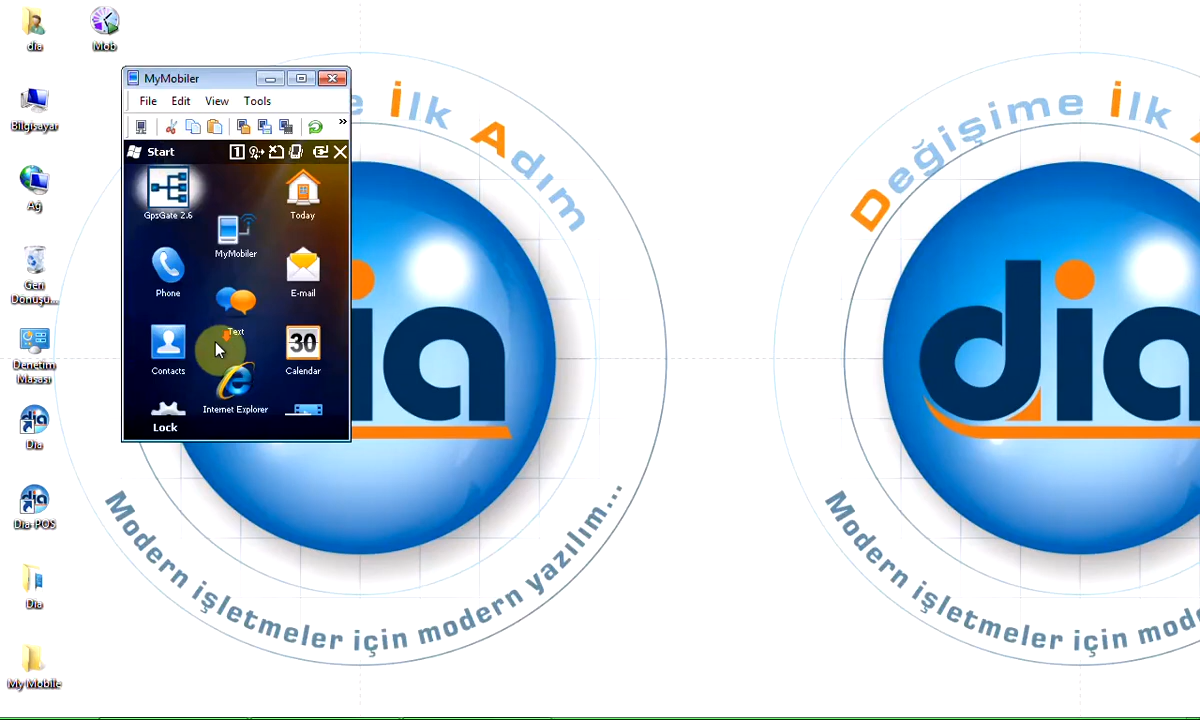 dia
Mob
Bilgisayar
Ağ
Geri
Dönüşü...
Denetim
Masası
Dia
Dia-POS
Dia
My Mobile
MyMobiler
File Edit View Tools
»
Start
1
GpsGate 2.6
Today
MyMobiler
Phone
E-mail
Text
Contacts
30
Calendar
Internet Explorer
Lock
e İlk Adım
dia
Modern işletmeler için modern yazılım...
Değişime İlk A
dia
Modern işletmeler için mod